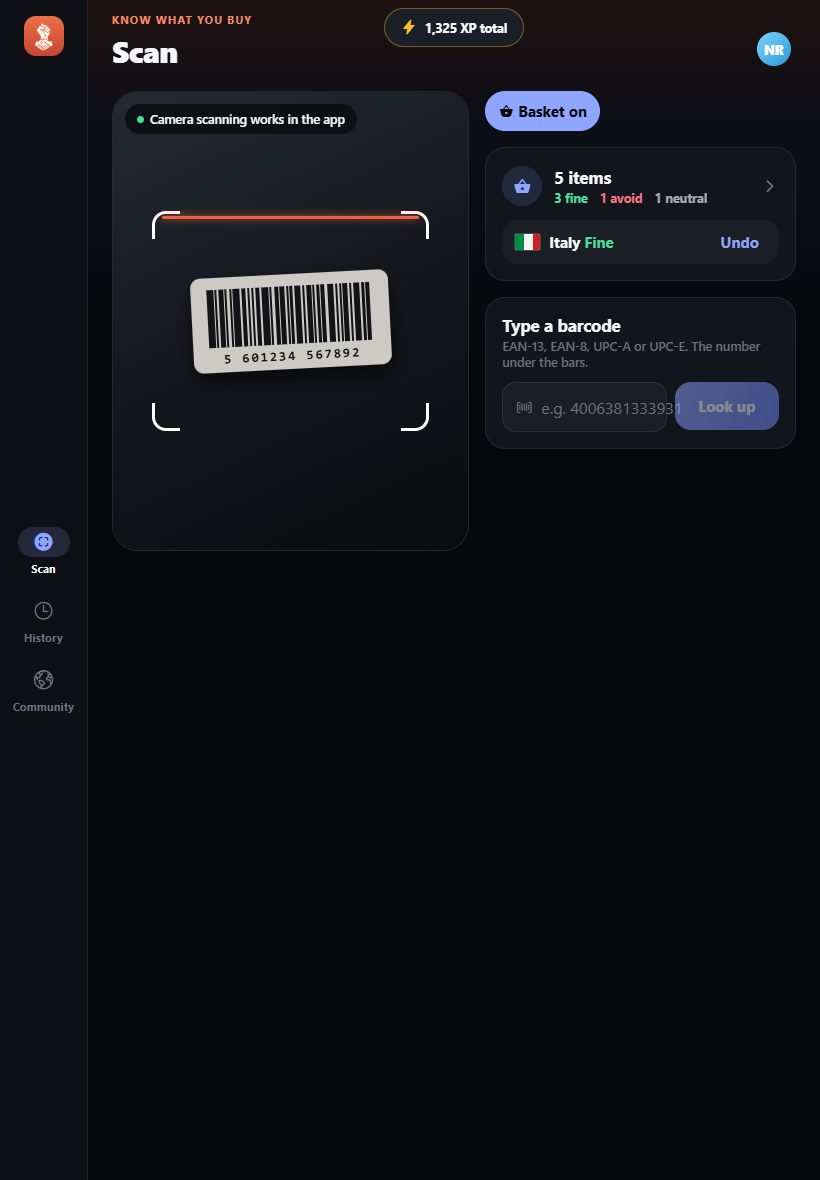 KNOW WHAT YOU BUY
Scan
1,325 XP total
NR
Camera scanning works in the app
5 601234 567892
Basket on
5 items
3 fine 1 avoid 1 neutral
Italy Fine
Undo
Type a barcode
EAN-13, EAN-8, UPC-A or UPC-E. The number
under the bars.
e.g. 4006381333931
Look up
Scan
History
Community